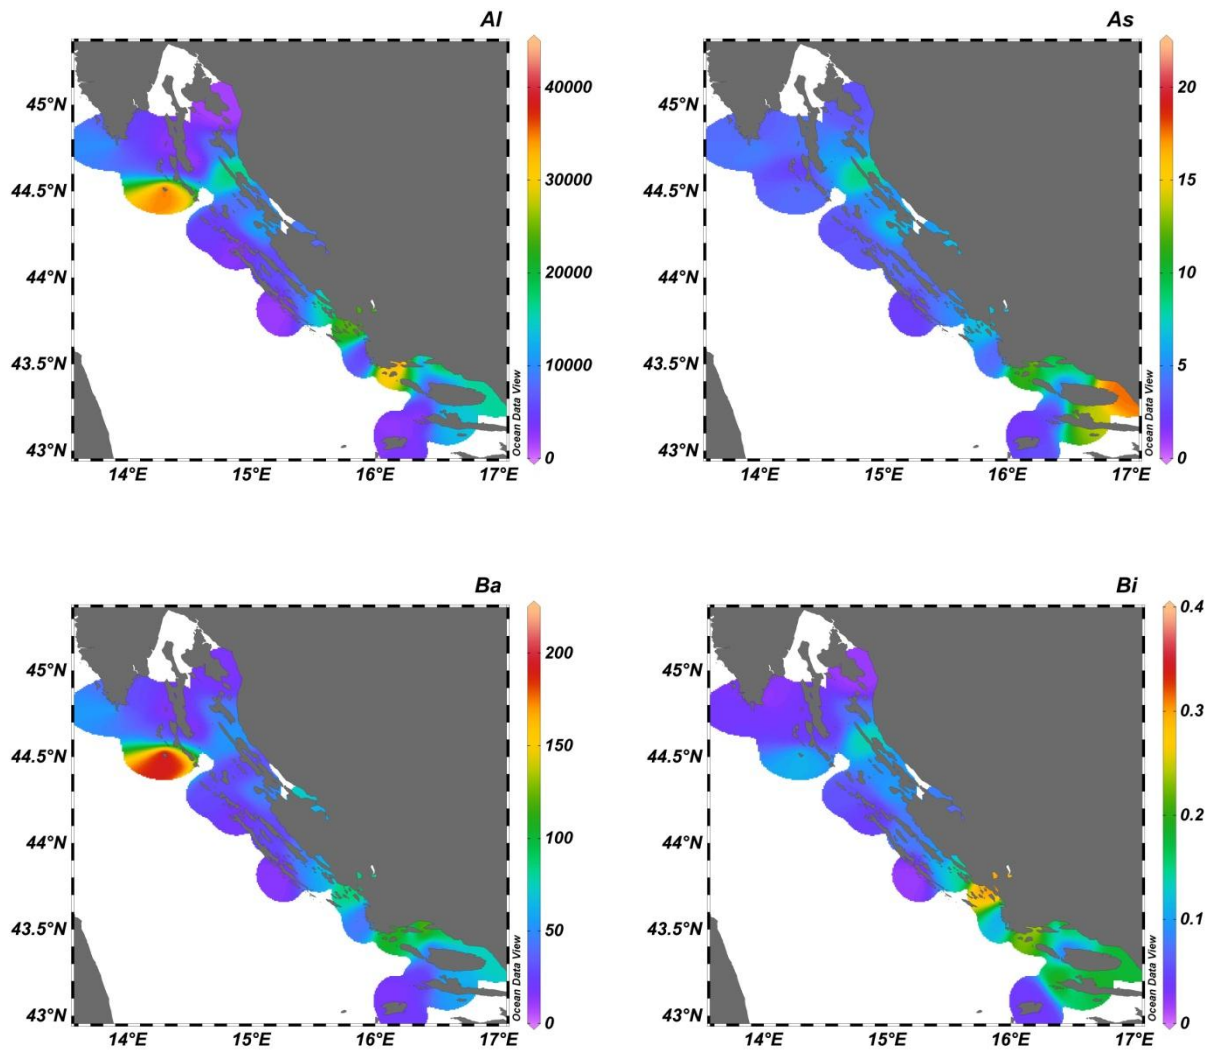 Al
45°N
44.5°N
44°N
43.5°N
43°N
14°E
15°E
16°E
17°E
40000
30000
20000
10000
0
Ocean Data View
As
45°N
44.5°N
44°N
43.5°N
43°N
14°E
15°E
16°E
17°E
20
15
10
5
0
Ocean Data View
Ba
45°N
44.5°N
44°N
43.5°N
43°N
14°E
15°E
16°E
17°E
200
150
100
50
0
Ocean Data View
Bi
45°N
44.5°N
44°N
43.5°N
43°N
14°E
15°E
16°E
17°E
0.4
0.3
0.2
0.1
0
Ocean Data View